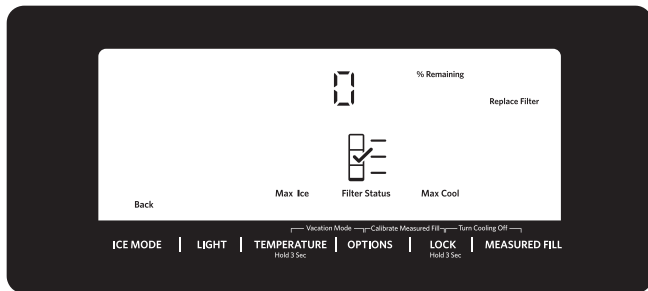 0
% Remaining
Replace Filter
Max Ice Filter Status Max Cool
Back
Vacation Mode Calibrate Measured Fill Turn Cooling Off
ICE MODE | LIGHT | TEMPERATURE | OPTIONS | LOCK | MEASURED FILL
Hold 3 Sec Hold 3 Sec